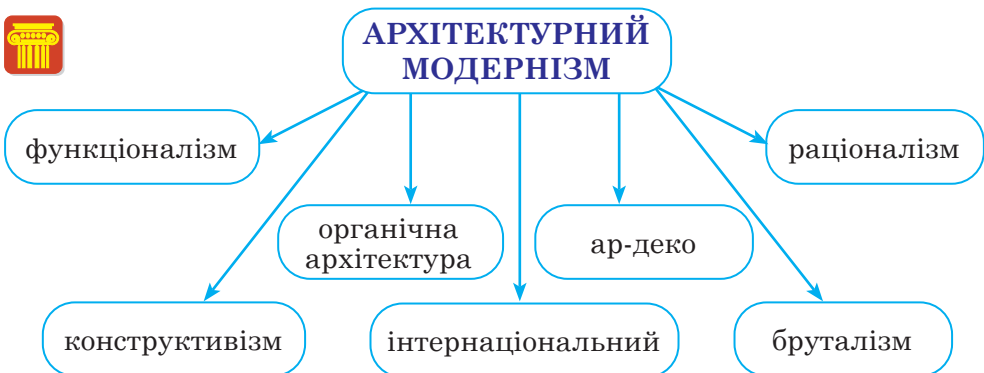 АРХІТЕКТУРНИЙ
МОДЕРНІЗМ
функціоналізм
раціоналізм
органічна
архітектура
ар-деко
конструктивізм
інтернаціональний
бруталізм